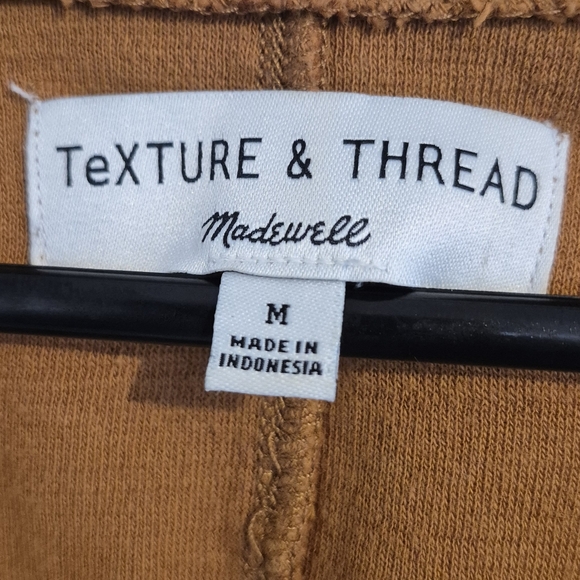 TeXTURE & THREAD
Madewell
M
MADE IN
INDONESIA